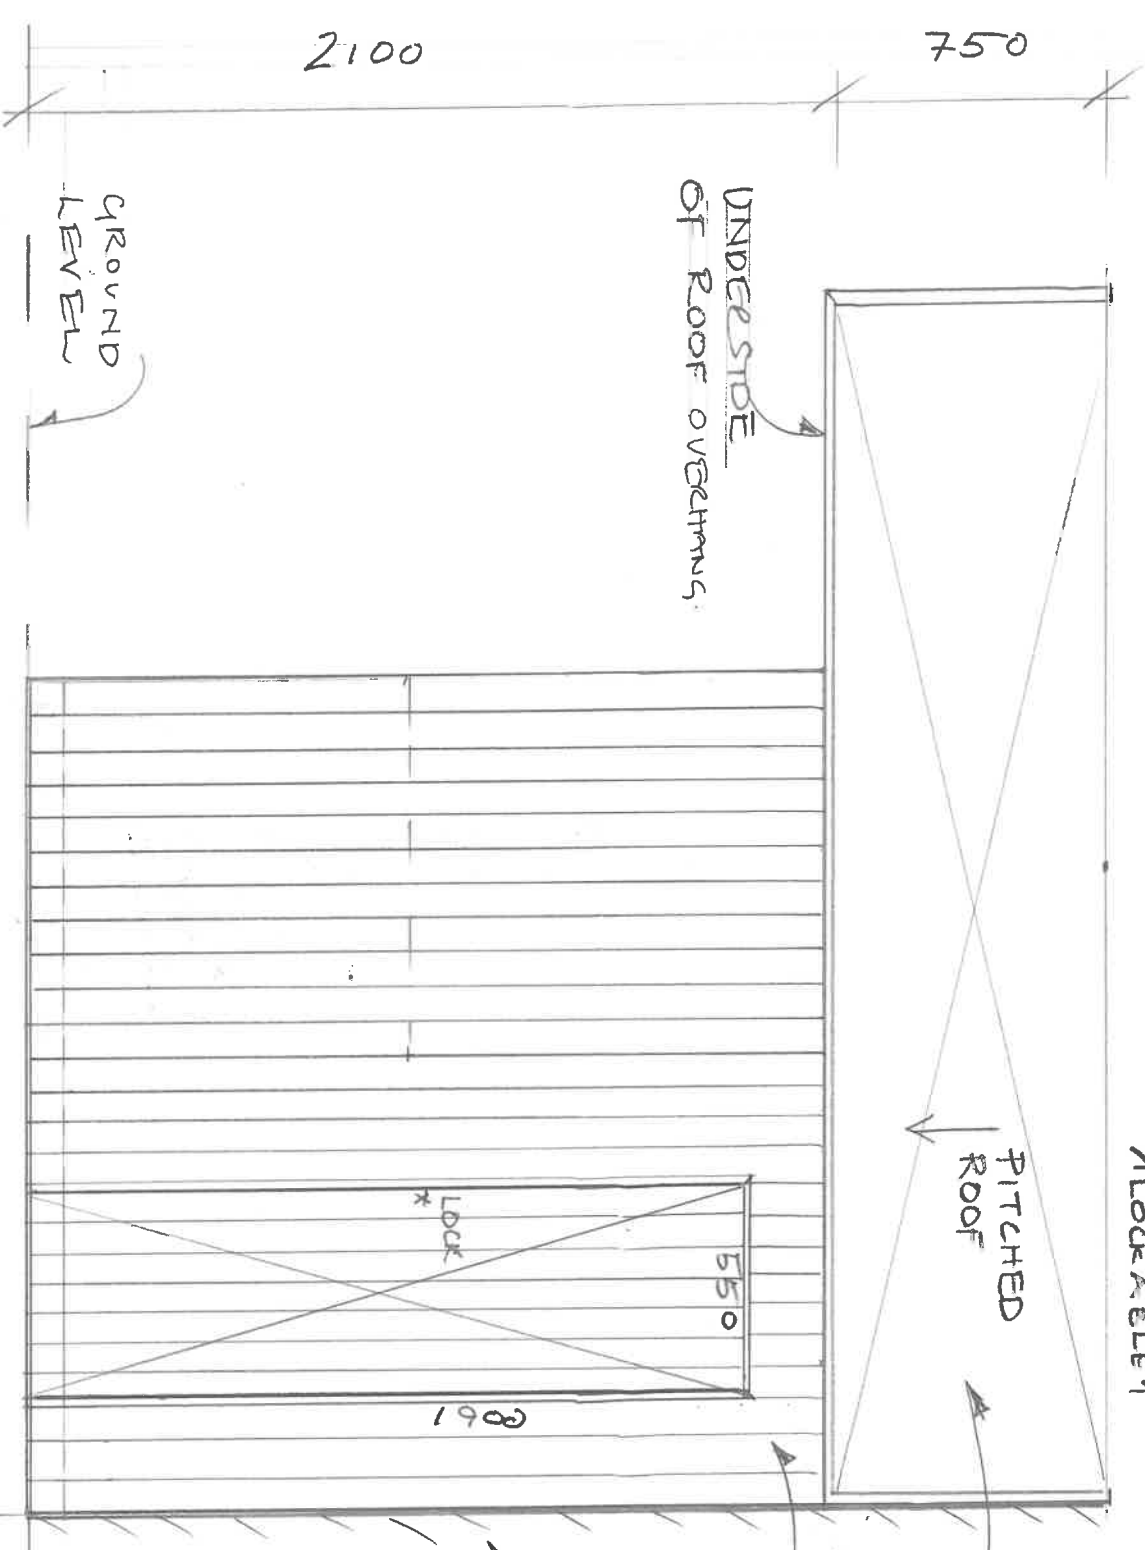 2100
750
GROUND
LEVEL
UNDERSIDE
OF ROOF OVERHANG.
PITCHED
ROOF
LOCK
*
550
1900